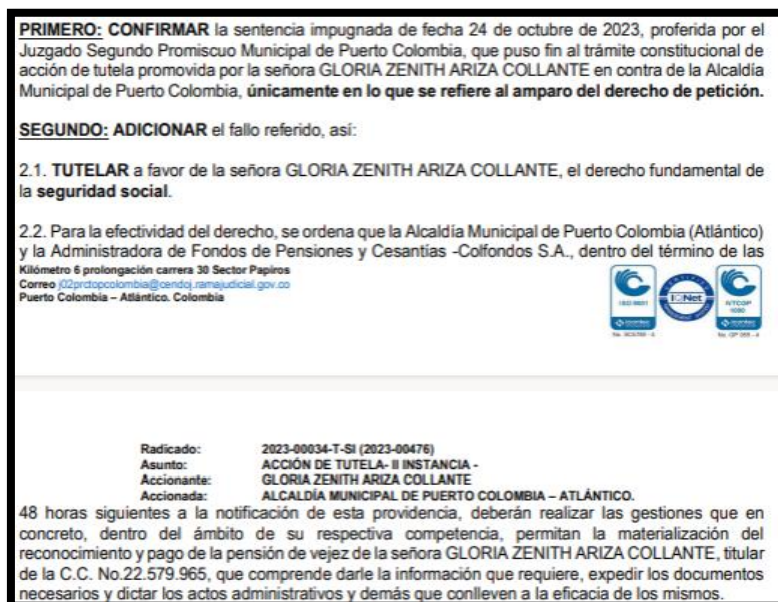 PRIMERO: CONFIRMAR la sentencia impugnada de fecha 24 de octubre de 2023, proferida por el
Juzgado Segundo Promiscuo Municipal de Puerto Colombia, que puso fin al trámite constitucional de
acción de tutela promovida por la señora GLORIA ZENITH ARIZA COLLANTE en contra de la Alcaldía
Municipal de Puerto Colombia, únicamente en lo que se refiere al amparo del derecho de petición.
SEGUNDO: ADICIONAR el fallo referido, así:
2.1. TUTELAR a favor de la señora GLORIA ZENITH ARIZA COLLANTE, el derecho fundamental de
la seguridad social.
2.2. Para la efectividad del derecho, se ordena que la Alcaldía Municipal de Puerto Colombia (Atlántico)
y la Administradora de Fondos de Pensiones y Cesantías -Colfondos S.A., dentro del término de las
Kilómetro 6 prolongación carrera 30 Sector Papiros
Correo j02prctopcolombia@cendoj.ramajudicial.gov.co
Puerto Colombia – Atlántico. Colombia
ISO 9001
IQNet
NTCGP
1000
Radicado: 2023-00034-T-SI (2023-00476)
Asunto: ACCIÓN DE TUTELA- II INSTANCIA -
Accionante: GLORIA ZENITH ARIZA COLLANTE
Accionada: ALCALDÍA MUNICIPAL DE PUERTO COLOMBIA – ATLÁNTICO.
48 horas siguientes a la notificación de esta providencia, deberán realizar las gestiones que en
concreto, dentro del ámbito de su respectiva competencia, permitan la materialización del
reconocimiento y pago de la pensión de vejez de la señora GLORIA ZENITH ARIZA COLLANTE, titular
de la C.C. No.22.579.965, que comprende darle la información que requiere, expedir los documentos
necesarios y dictar los actos administrativos y demás que conlleven a la eficacia de los mismos.